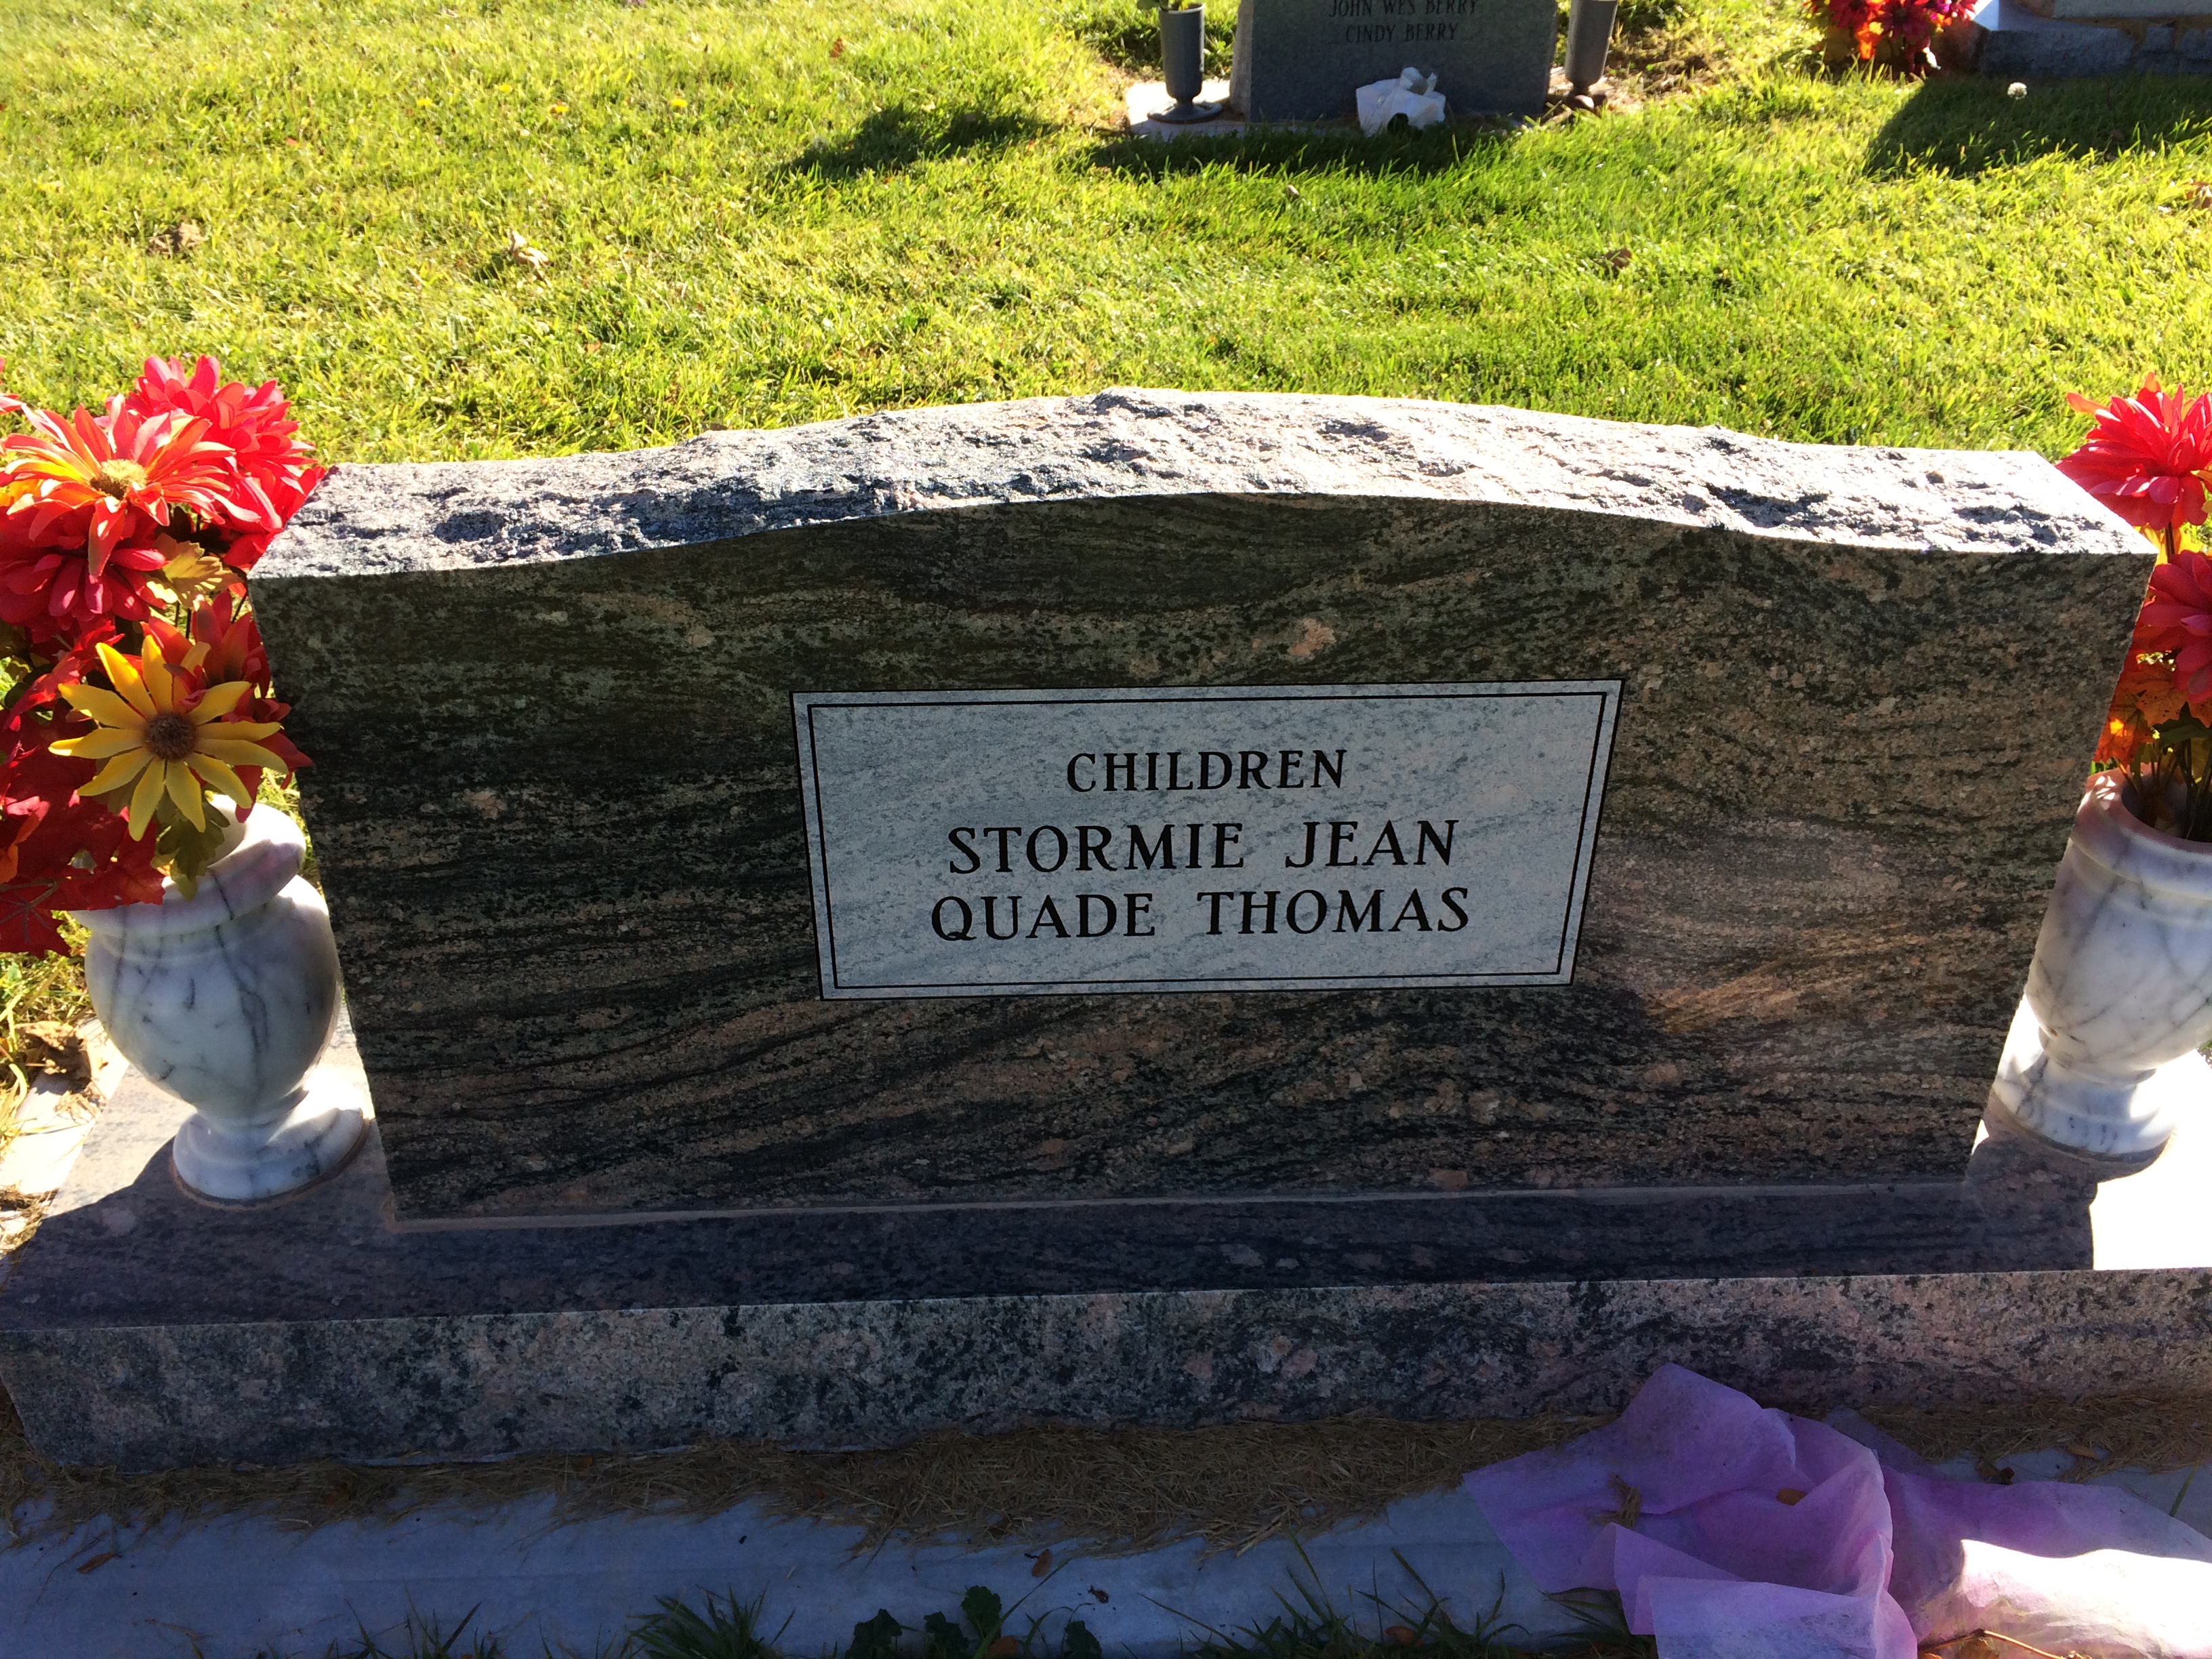 JOHN WES BERRY
CINDY BERRY
CHILDREN
STORMIE JEAN
QUADE THOMAS